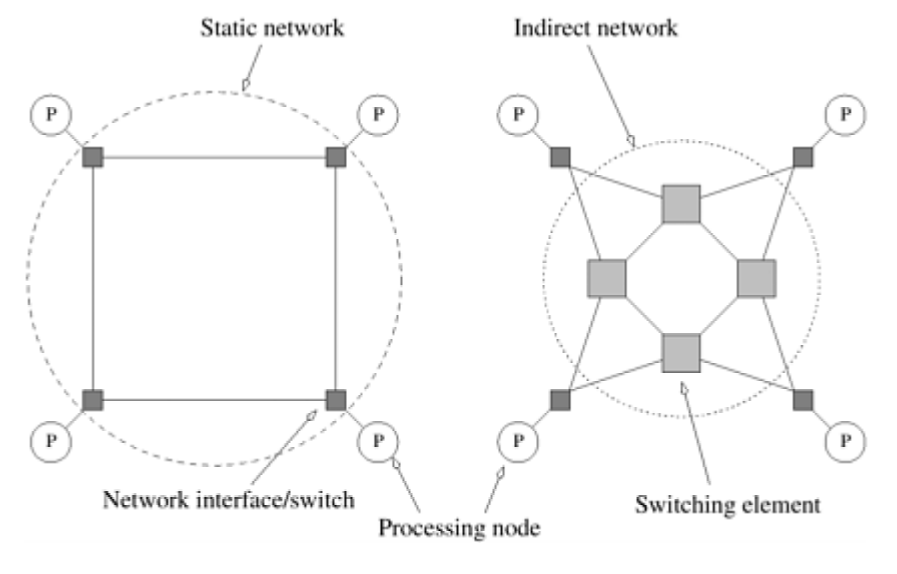 Static network
Indirect network
P
P
P
P
P
P
P
P
Network interface/switch
Switching element
Processing node